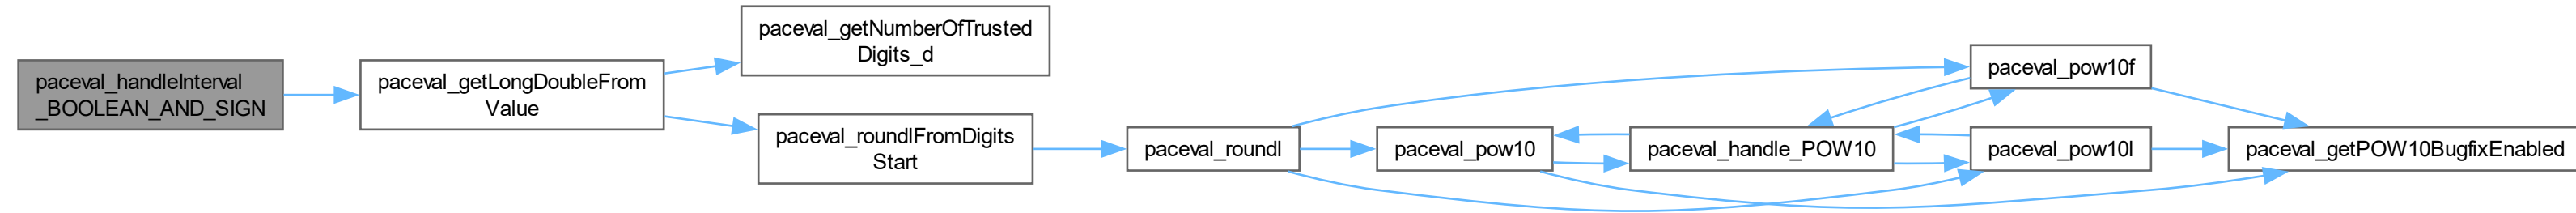 paceval_handleInterval
_BOOLEAN_AND_SIGN
paceval_getLongDoubleFrom
Value
paceval_getNumberOfTrusted
Digits_d
paceval_roundlFromDigits
Start
paceval_roundl
paceval_pow10
paceval_handle_POW10
paceval_pow10f
paceval_pow10l
paceval_getPOW10BugfixEnabled